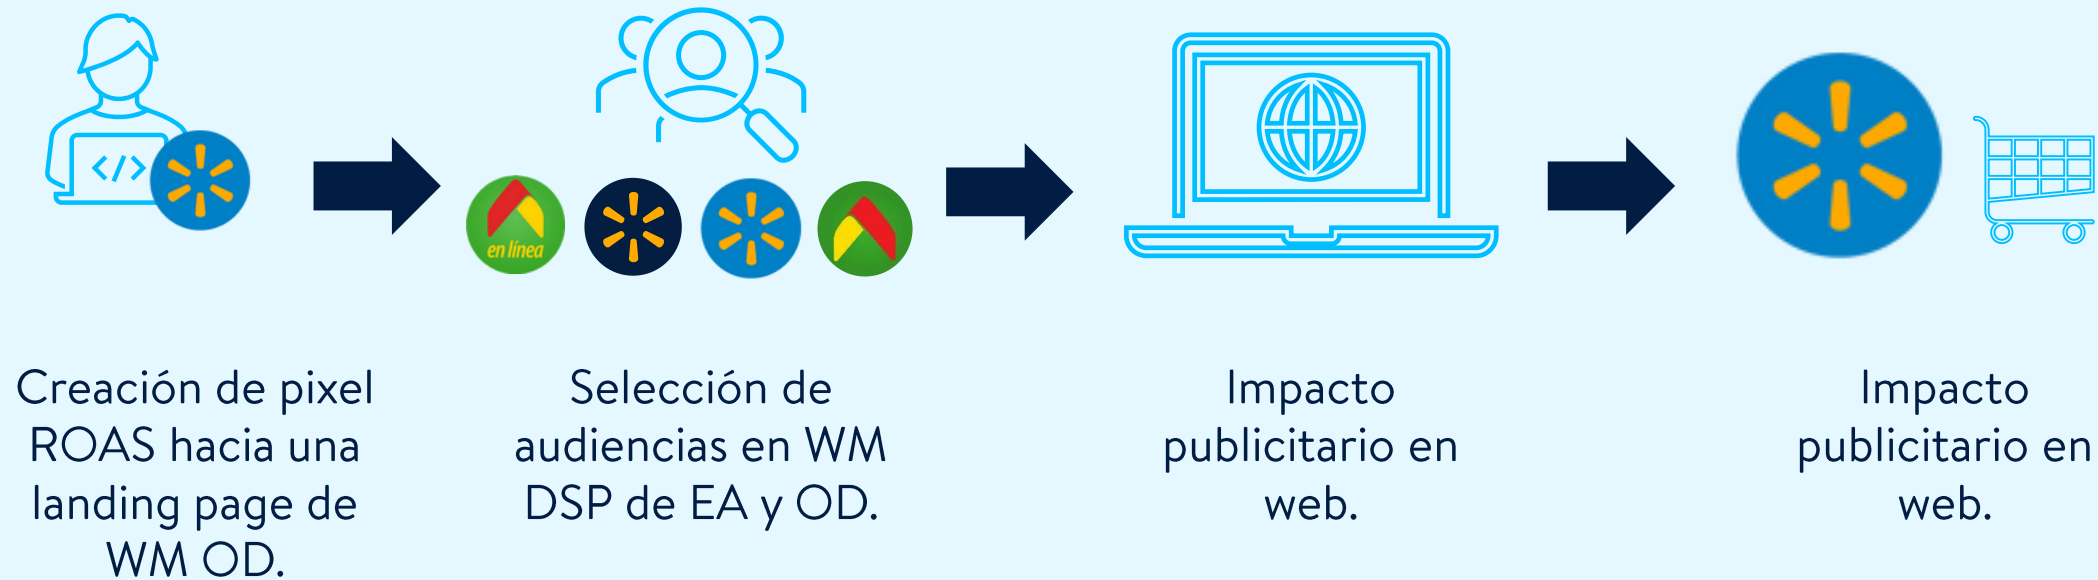 </>
en línea
Creación de pixel
ROAS hacia una
landing page de
WM OD.
Selección de
audiencias en WM
DSP de EA y OD.
Impacto
publicitario en
web.
Impacto
publicitario en
web.